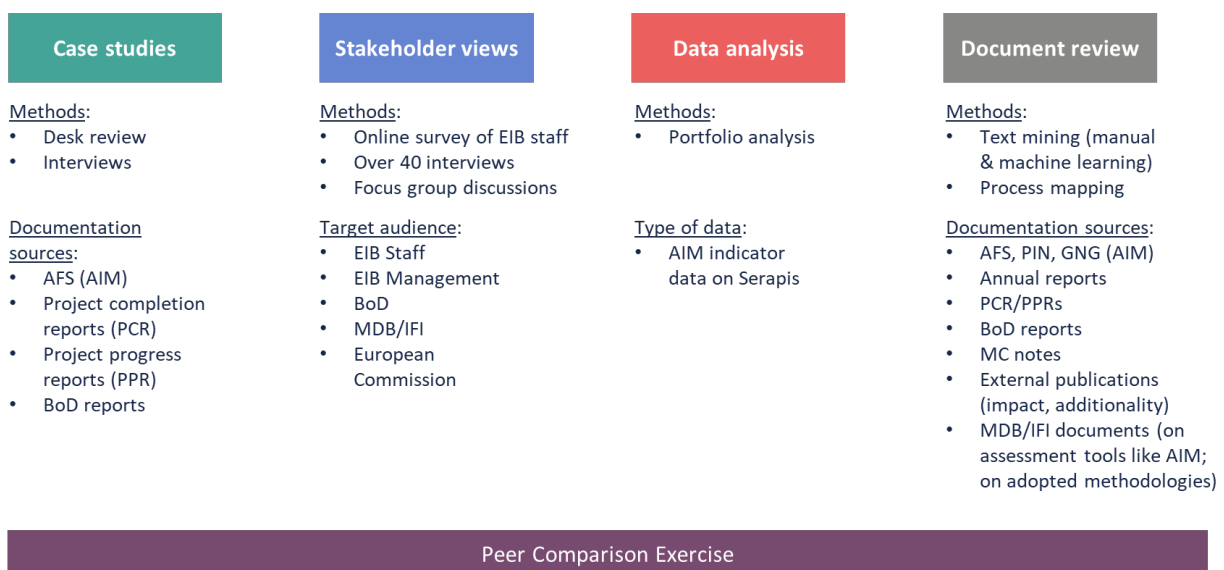 Case studies
Methods:
• Desk review
• Interviews
Documentation
sources:
• AFS (AIM)
• Project completion
reports (PCR)
• Project progress
reports (PPR)
• BoD reports
Stakeholder views
Methods:
• Online survey of EIB staff
• Over 40 interviews
• Focus group discussions
Target audience:
• EIB Staff
• EIB Management
• BoD
• MDB/IFI
• European
Commission
Data analysis
Methods:
• Portfolio analysis
Type of data:
• AIM indicator
data on Serapis
Document review
Methods:
• Text mining (manual
& machine learning)
• Process mapping
Documentation sources:
• AFS, PIN, GNG (AIM)
• Annual reports
• PCR/PPRs
• BoD reports
• MC notes
• External publications
(impact, additionality)
• MDB/IFI documents (on
assessment tools like AIM;
on adopted methodologies)
Peer Comparison Exercise